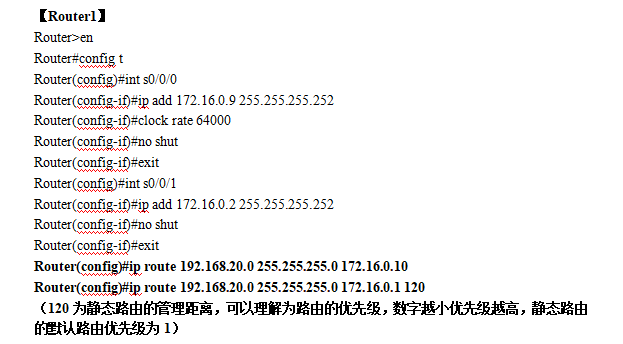 【Router1】
Router>en
Router#config t
Router(config)#int s0/0/0
Router(config-if)#ip add 172.16.0.9 255.255.255.252
Router(config-if)#clock rate 64000
Router(config-if)#no shut
Router(config-if)#exit
Router(config)#int s0/0/1
Router(config-if)#ip add 172.16.0.2 255.255.255.252
Router(config-if)#no shut
Router(config-if)#exit
Router(config)#ip route 192.168.20.0 255.255.255.0 172.16.0.10
Router(config)#ip route 192.168.20.0 255.255.255.0 172.16.0.1 120
（120 为静态路由的管理距离，可以理解为路由的优先级，数字越小优先级越高，静态路由
的默认路由优先级为 1）